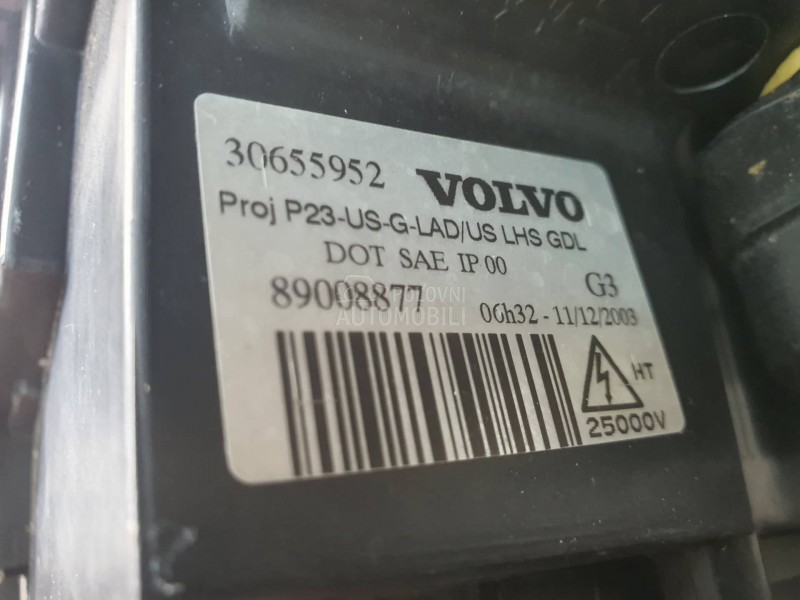 30655952 VOLVO
Proj P23-US-G-LAD/US LHS GDL
DOT SAE IP 00
89008877 G3
POLOVNI
AUTOMOBILI
06h32 - 11/12/2003
HT
25000V